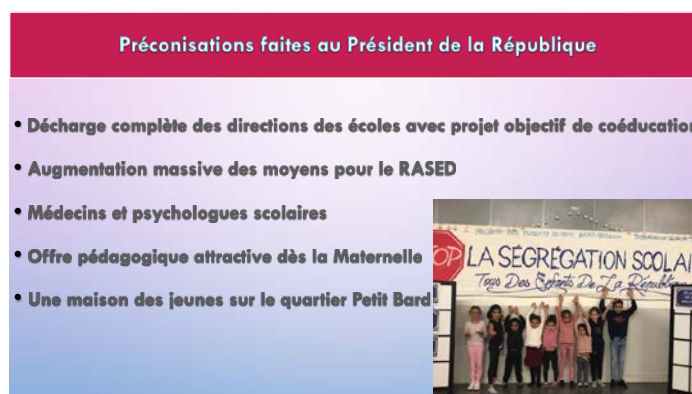 Préconisations faites au Président de la République
• Décharge complète des directions des écoles avec projet objectif de coéducation
• Augmentation massive des moyens pour le RASED
• Médecins et psychologues scolaires
• Offre pédagogique attractive dès la Maternelle
• Une maison des jeunes sur le quartier Petit Bard
OP LA SÉGRÉGATION SCOLAI
Tous Des Enfants De La République